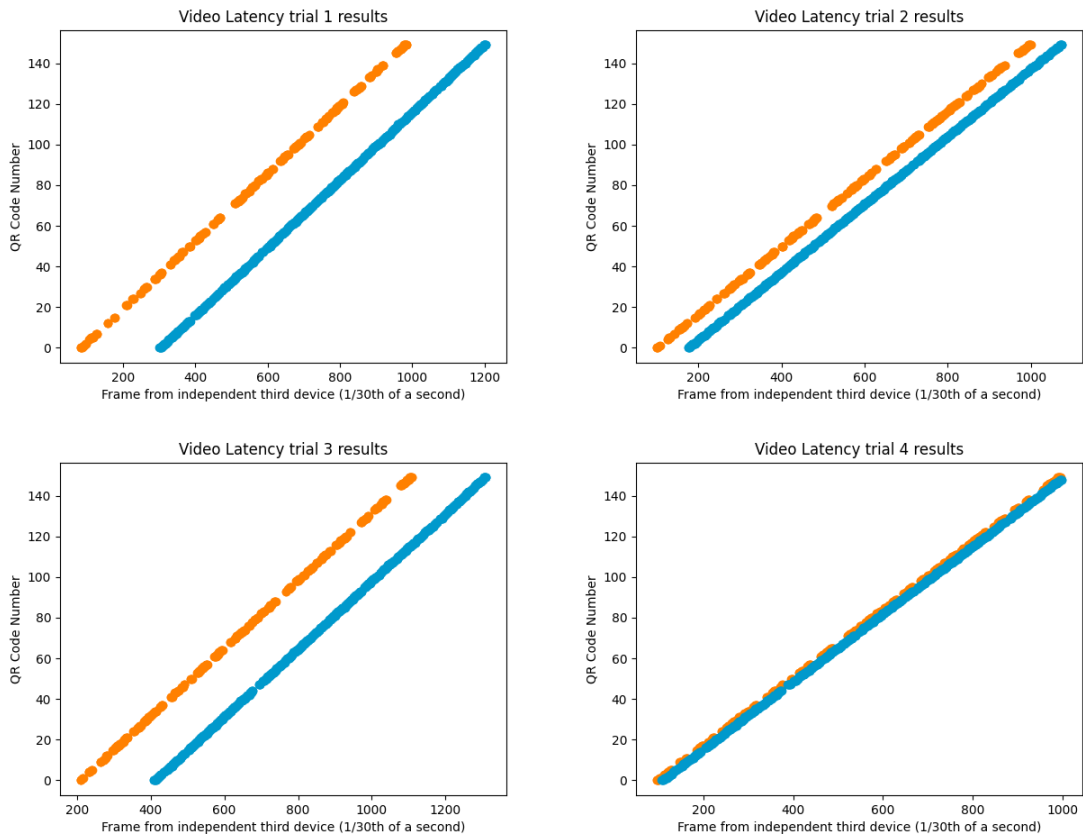 Video Latency trial 1 results
QR Code Number
140
120
100
80
60
40
20
0
200 400 600 800 1000 1200
Frame from independent third device (1/30th of a second)
Video Latency trial 2 results
QR Code Number
140
120
100
80
60
40
20
0
200 400 600 800 1000
Frame from independent third device (1/30th of a second)
Video Latency trial 3 results
QR Code Number
140
120
100
80
60
40
20
0
200 400 600 800 1000 1200
Frame from independent third device (1/30th of a second)
Video Latency trial 4 results
QR Code Number
140
120
100
80
60
40
20
0
200 400 600 800 1000
Frame from independent third device (1/30th of a second)